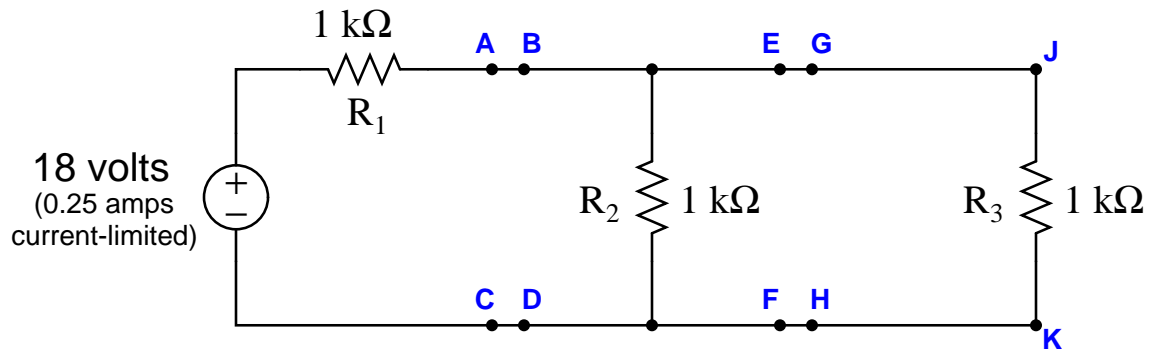 1 kΩ
R1
A B E G J
18 volts
(0.25 amps
current-limited)
+
−
R2 1 kΩ
R3 1 kΩ
C D F H K